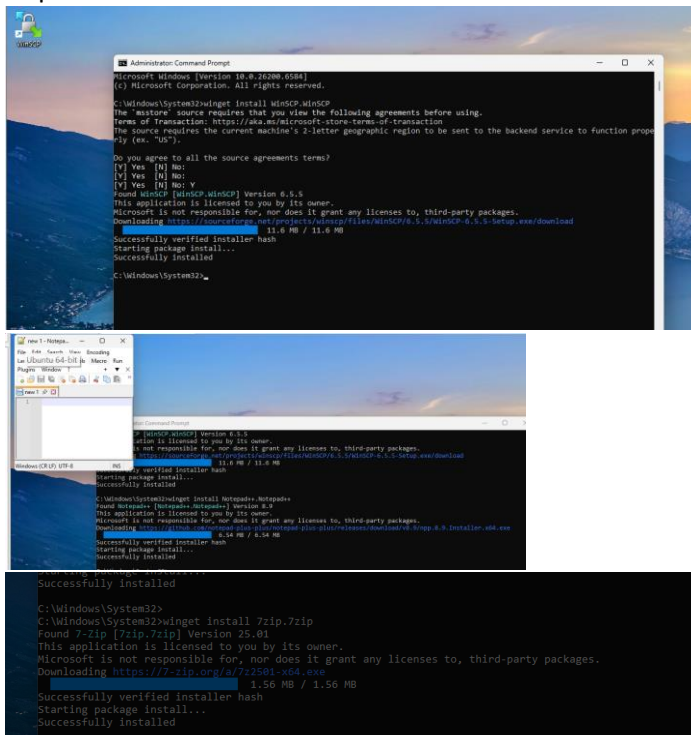 WinSCP
Administrator: Command Prompt
Microsoft Windows [Version 10.0.26200.6584]
(c) Microsoft Corporation. All rights reserved.
C:\Windows\System32>winget install WinSCP.WinSCP
The `msstore` source requires that you view the following agreements before using.
Terms of Transaction: https://aka.ms/microsoft-store-terms-of-transaction
The source requires the current machine's 2-letter geographic region to be sent to the backend service to function prope
rly (ex. "US").
Do you agree to all the source agreements terms?
[Y] Yes [N] No:
[Y] Yes [N] No:
[Y] Yes [N] No: Y
Found WinSCP [WinSCP.WinSCP] Version 6.5.5
This application is licensed to you by its owner.
Microsoft is not responsible for, nor does it grant any licenses to, third-party packages.
Downloading https://sourceforge.net/projects/winscp/files/WinSCP/6.5.5/WinSCP-6.5.5-Setup.exe/download
11.6 MB / 11.6 MB
Successfully verified installer hash
Starting package install...
Successfully installed
C:\Windows\System32>
new 1 - Notepa...
File Edit Search View Encoding
Ubuntu 64-bit Macro Run
Plugins Window ?
new 1
1
Windows (CR LF) UTF-8 INS
Command Prompt
CP [WinSCP.WinSCP] Version 6.5.5
cation is licensed to you by its owner.
is not responsible for, nor does it grant any licenses to, third-party packages.
https://sourceforge.net/projects/winscp/files/WinSCP/6.5.5/WinSCP-6.5.5-Setup.exe/download
11.6 MB / 11.6 MB
Successfully verified installer hash
Starting package install...
Successfully installed
C:\Windows\System32>winget install Notepad++.Notepad++
Found Notepad++ [Notepad++.Notepad++] Version 8.9
This application is licensed to you by its owner.
Microsoft is not responsible for, nor does it grant any licenses to, third-party packages.
Downloading https://github.com/notepad-plus-plus/notepad-plus-plus/releases/download/v8.9/npp.8.9.Installer.x64.exe
6.54 MB / 6.54 MB
Successfully verified installer hash
Starting package install...
Successfully installed
Starting package install...
Successfully installed
C:\Windows\System32>
C:\Windows\System32>winget install 7zip.7zip
Found 7-Zip [7zip.7zip] Version 25.01
This application is licensed to you by its owner.
Microsoft is not responsible for, nor does it grant any licenses to, third-party packages.
Downloading https://7-zip.org/a/7z2501-x64.exe
1.56 MB / 1.56 MB
Successfully verified installer hash
Starting package install...
Successfully installed